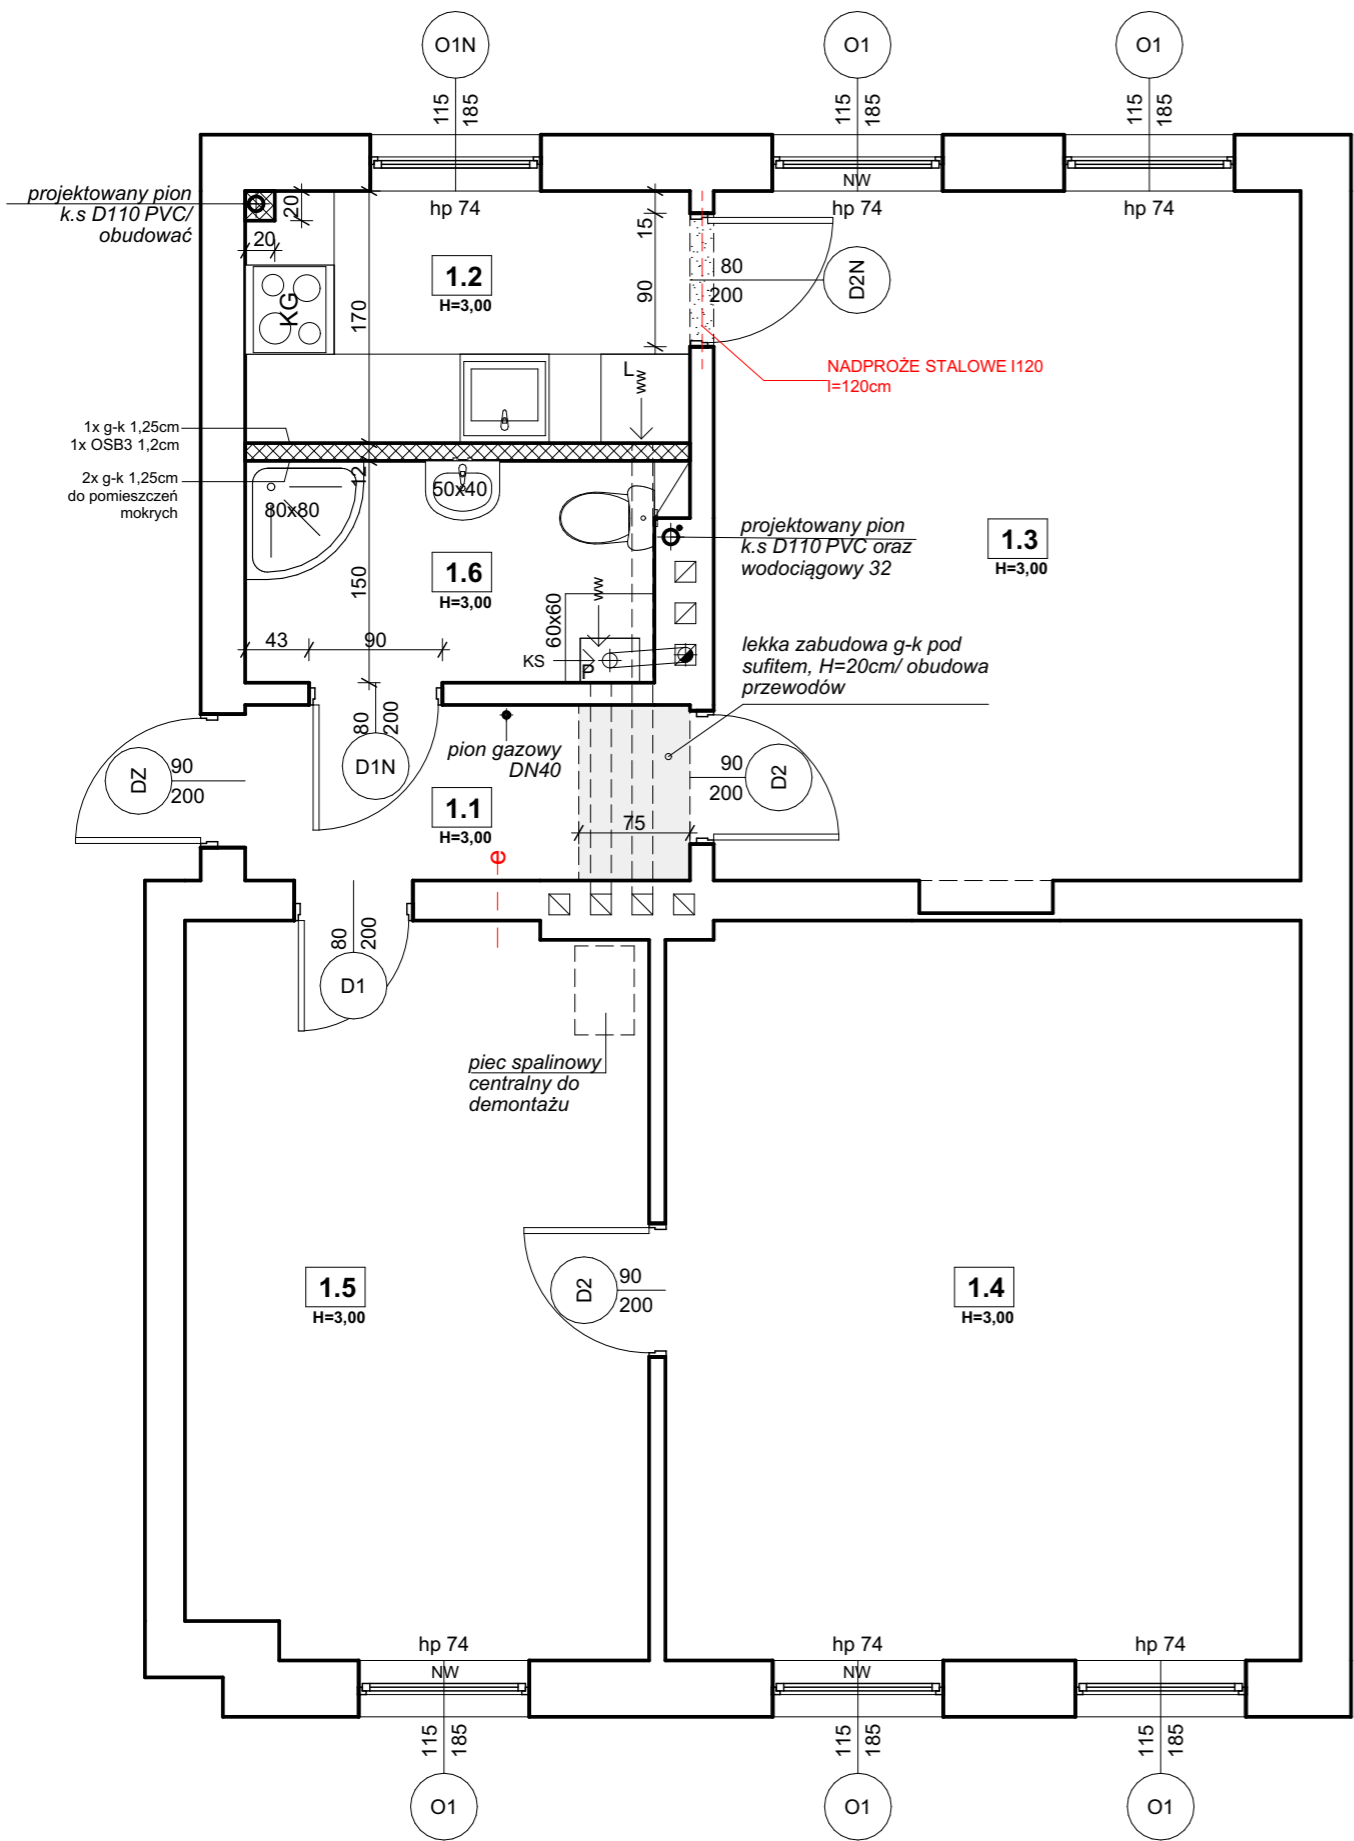 O1N
O1
O1
115
185
115
185
115
185
projektowany pion
k.s D110 PVC/
obudować
20
20
hp 74
NW
hp 74
hp 74
15
90
170
1.2
H=3,00
80
200
D2N
KG
L
ww
NADPROŻE STALOWE I120
l=120cm
1x g-k 1,25cm
1x OSB3 1,2cm
2x g-k 1,25cm
do pomieszczeń
mokrych
12
80x80
50x40
projektowany pion
k.s D110 PVC oraz
wodociągowy 32
1.3
H=3,00
1.6
H=3,00
150
ww
60x60
43
90
KS
P
lekka zabudowa g-k pod
sufitem, H=20cm/ obudowa
przewodów
80
200
D1N
pion gazowy
DN40
DZ
90
200
90
200
D2
1.1
H=3,00
75
e
80
200
D1
piec spalinowy
centralny do
demontażu
1.5
H=3,00
D2
90
200
1.4
H=3,00
hp 74
NW
hp 74
NW
hp 74
115
185
115
185
115
185
O1
O1
O1